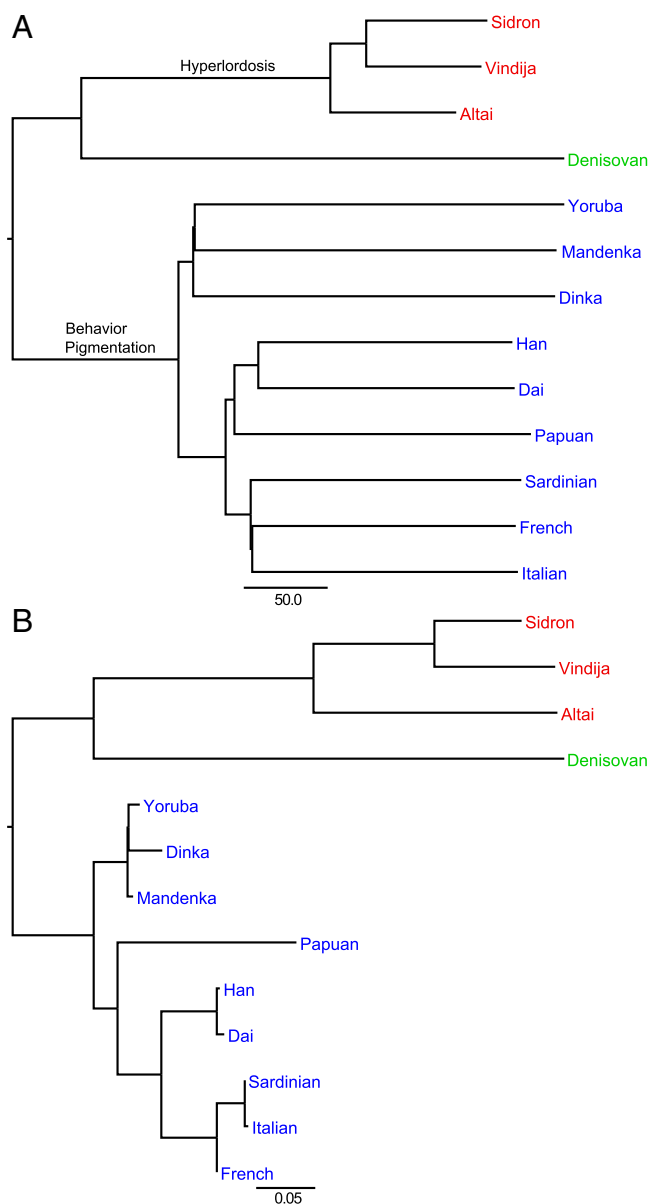 A
Sidron
Hyperlordosis
Vindija
Altai
Denisovan
Yoruba
Mandenka
Dinka
Behavior
Pigmentation
Han
Dai
Papuan
Sardinian
French
Italian
50.0
B
Sidron
Vindija
Altai
Denisovan
Yoruba
Dinka
Mandenka
Papuan
Han
Dai
Sardinian
Italian
French
0.05